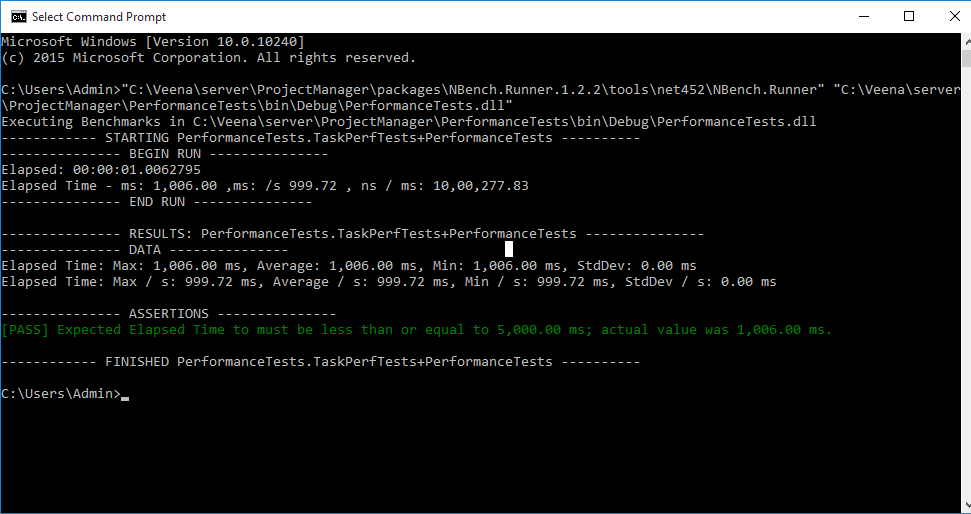 Select Command Prompt
Microsoft Windows [Version 10.0.10240]
(c) 2015 Microsoft Corporation. All rights reserved.
C:\Users\Admin>"C:\Veena\server\ProjectManager\packages\NBench.Runner.1.2.2\tools\net452\NBench.Runner" "C:\Veena\server
\ProjectManager\PerformanceTests\bin\Debug\PerformanceTests.dll"
Executing Benchmarks in C:\Veena\server\ProjectManager\PerformanceTests\bin\Debug\PerformanceTests.dll
------------ STARTING PerformanceTests.TaskPerfTests+PerformanceTests ----------
--------------- BEGIN RUN ---------------
Elapsed: 00:00:01.0062795
Elapsed Time - ms: 1,006.00 ,ms: /s 999.72 , ns / ms: 10,00,277.83
--------------- END RUN ---------------
--------------- RESULTS: PerformanceTests.TaskPerfTests+PerformanceTests ---------------
--------------- DATA ---------------
Elapsed Time: Max: 1,006.00 ms, Average: 1,006.00 ms, Min: 1,006.00 ms, StdDev: 0.00 ms
Elapsed Time: Max / s: 999.72 ms, Average / s: 999.72 ms, Min / s: 999.72 ms, StdDev / s: 0.00 ms
--------------- ASSERTIONS ---------------
[PASS] Expected Elapsed Time to must be less than or equal to 5,000.00 ms; actual value was 1,006.00 ms.
------------ FINISHED PerformanceTests.TaskPerfTests+PerformanceTests ----------
C:\Users\Admin>